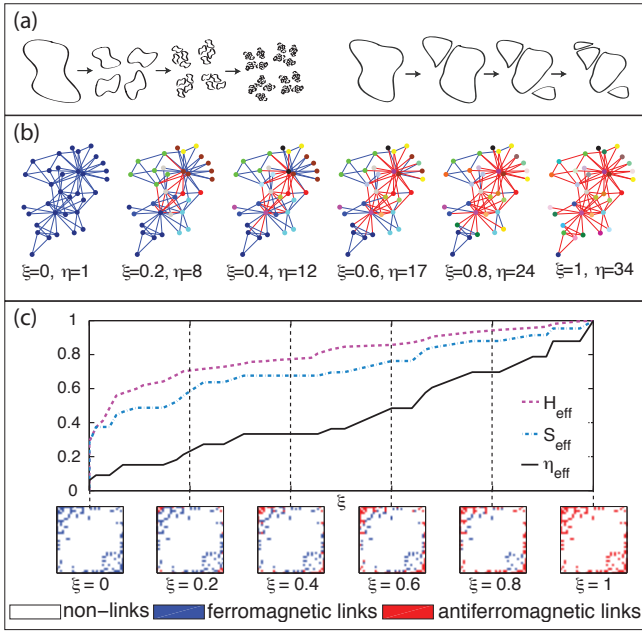 (a)
(b)
ξ=0, η=1 ξ=0.2, η=8 ξ=0.4, η=12 ξ=0.6, η=17 ξ=0.8, η=24 ξ=1, η=34
(c)
1
0.8
0.6
0.4
0.2
0
H_eff
S_eff
η_eff
ξ
ξ = 0 ξ = 0.2 ξ = 0.4 ξ = 0.6 ξ = 0.8 ξ = 1
non-links ferromagnetic links antiferromagnetic links